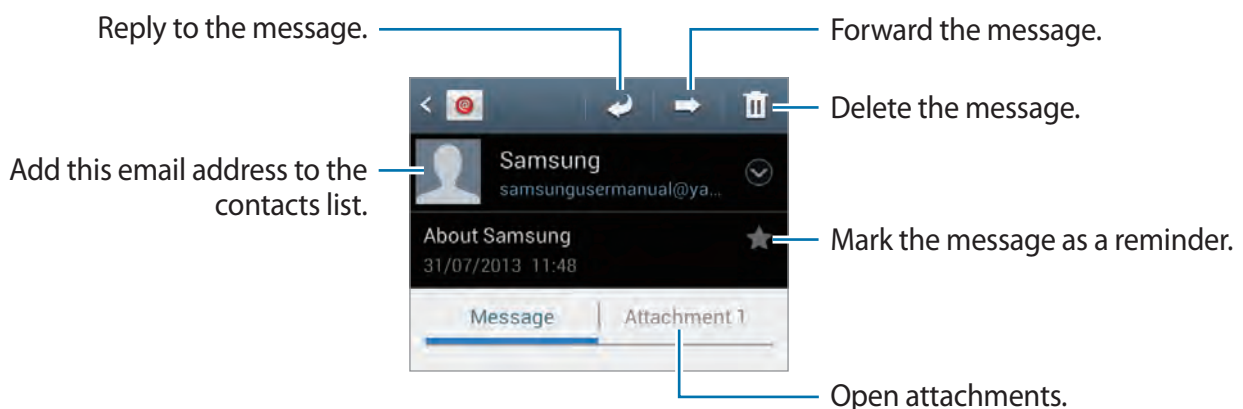 Reply to the message.
Forward the message.
Delete the message.
Add this email address to the
contacts list.
Samsung
samsungusermanual@ya...
About Samsung
31/07/2013 11:48
Mark the message as a reminder.
Message
Attachment 1
Open attachments.